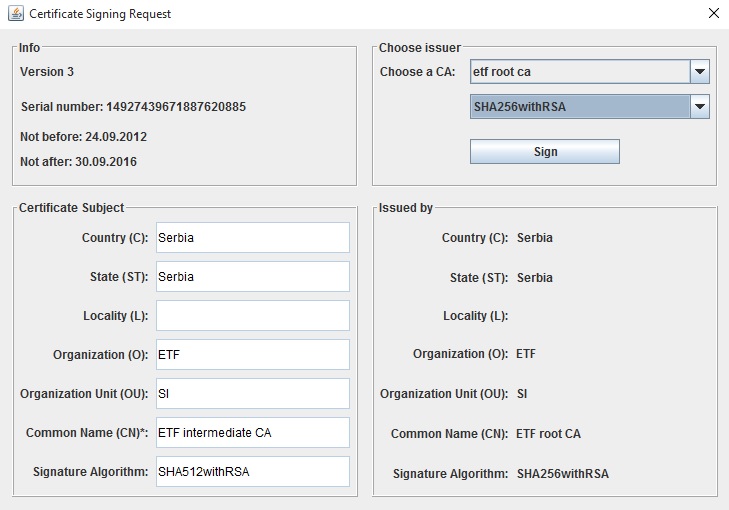 Certificate Signing Request
Info
Version 3
Serial number: 14927439671887620885
Not before: 24.09.2012
Not after: 30.09.2016
Choose issuer
Choose a CA: etf root ca
SHA256withRSA
Sign
Certificate Subject
Country (C): Serbia
State (ST): Serbia
Locality (L):
Organization (O): ETF
Organization Unit (OU): SI
Common Name (CN)*: ETF intermediate CA
Signature Algorithm: SHA512withRSA
Issued by
Country (C): Serbia
State (ST): Serbia
Locality (L):
Organization (O): ETF
Organization Unit (OU): SI
Common Name (CN): ETF root CA
Signature Algorithm: SHA256withRSA